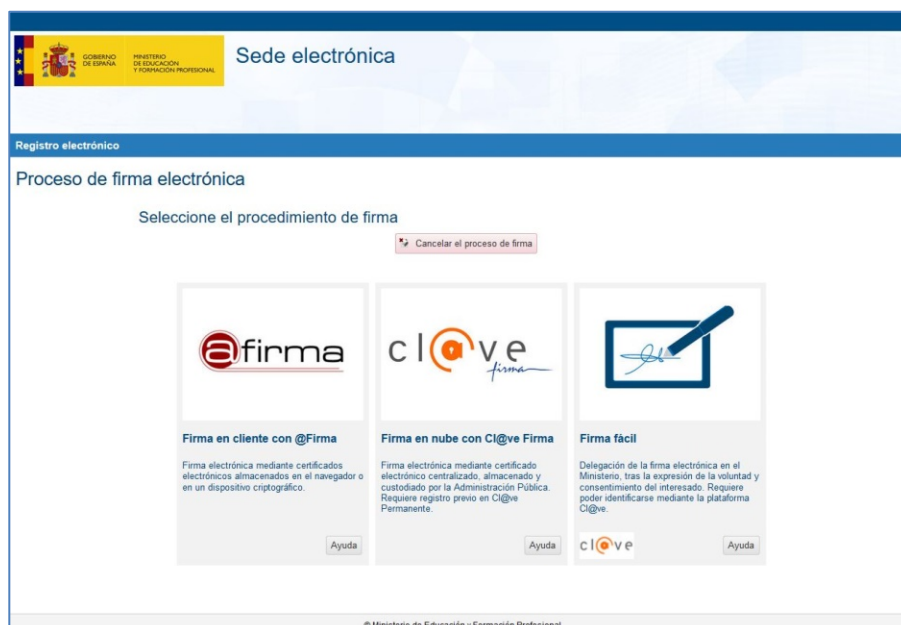 GOBIERNO
DE ESPAÑA
MINISTERIO
DE EDUCACIÓN
Y FORMACIÓN PROFESIONAL
Sede electrónica
Registro electrónico
Proceso de firma electrónica
Seleccione el procedimiento de firma
Cancelar el proceso de firma
@firma
cl@ve
firma
Firma en cliente con @Firma
Firma electrónica mediante certificados
electrónicos almacenados en el navegador o
en un dispositivo criptográfico.
Ayuda
Firma en nube con Cl@ve Firma
Firma electrónica mediante certificado
electrónico centralizado, almacenado y
custodiado por la Administración Pública.
Requiere registro previo en Cl@ve
Permanente.
Ayuda
Firma fácil
Delegación de la firma electrónica en el
Ministerio, tras la expresión de la voluntad y
consentimiento del interesado. Requiere
poder identificarse mediante la plataforma
Cl@ve.
cl@ve
Ayuda
© Ministerio de Educación y Formación Profesional